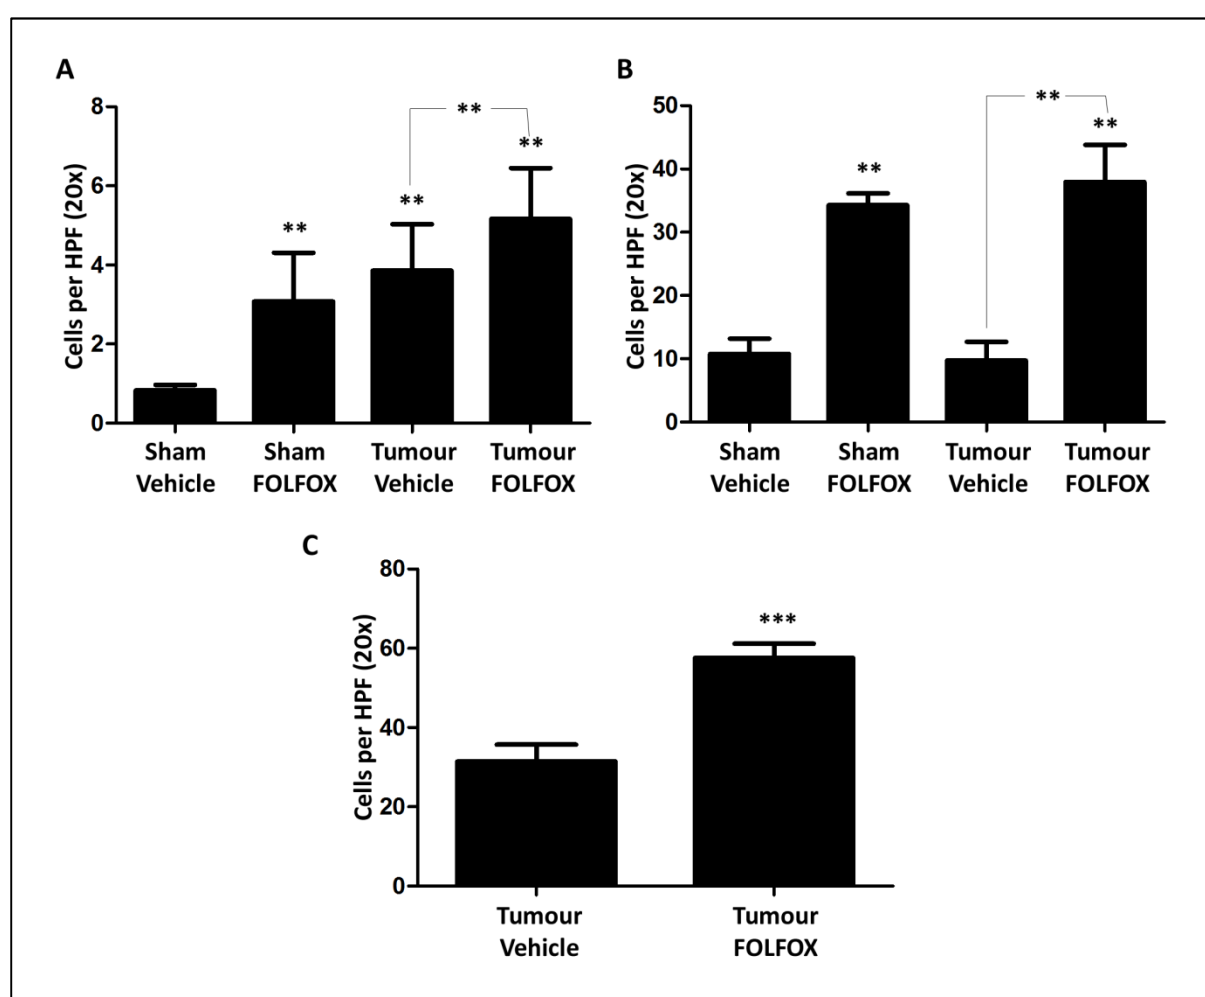 A
Cells per HPF (20x)
8
6
4
2
0
**
**
**
**
Sham
Vehicle
Sham
FOLFOX
Tumour
Vehicle
Tumour
FOLFOX
B
Cells per HPF (20x)
50
40
30
20
10
0
**
**
**
Sham
Vehicle
Sham
FOLFOX
Tumour
Vehicle
Tumour
FOLFOX
C
Cells per HPF (20x)
80
60
40
20
0
***
Tumour
Vehicle
Tumour
FOLFOX